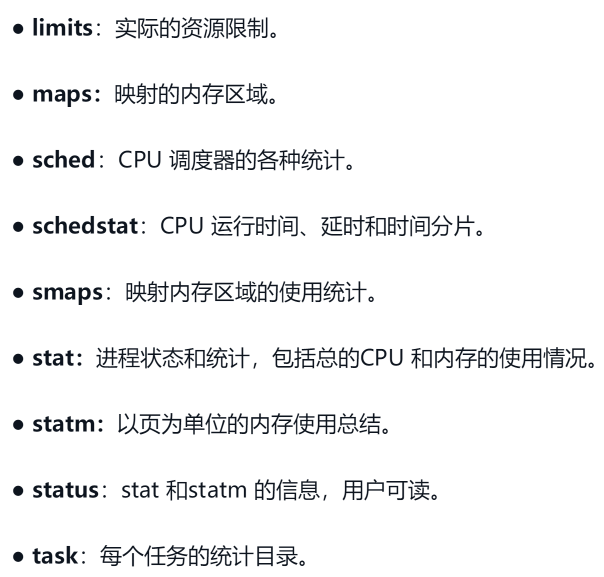 ● limits：实际的资源限制。
● maps：映射的内存区域。
● sched：CPU 调度器的各种统计。
● schedstat：CPU 运行时间、延时和时间分片。
● smaps：映射内存区域的使用统计。
● stat：进程状态和统计，包括总的CPU 和内存的使用情况。
● statm：以页为单位的内存使用总结。
● status：stat 和statm 的信息，用户可读。
● task：每个任务的统计目录。